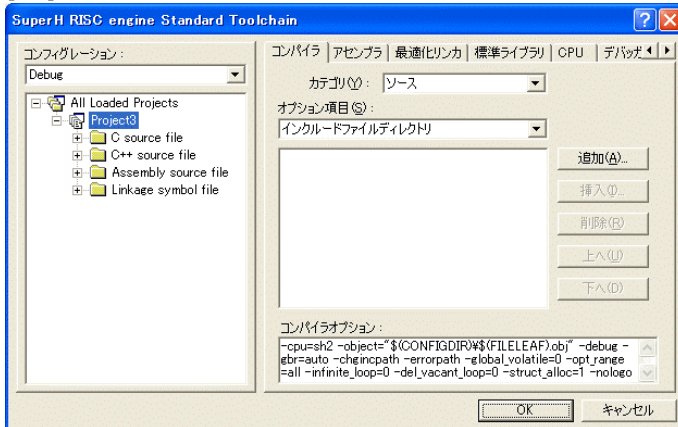 SuperH RISC engine Standard Toolchain
コンフィグレーション :
Debug
All Loaded Projects
Project3
C source file
C++ source file
Assembly source file
Linkage symbol file
コンパイラ
アセンブラ
最適化リンカ
標準ライブラリ
CPU
デバッガ
カテゴリ(Y) :
ソース
オプション項目(S) :
インクルードファイルディレクトリ
追加(A)...
挿入(I)...
削除(R)
上へ(U)
下へ(D)
コンパイラオプション :
-cpu=sh2 -object="$(CONFIGDIR)¥$(FILELEAF).obj" -debug -
gbr=auto -chgincpath -errorpath -global_volatile=0 -opt_range
=all -infinite_loop=0 -del_vacant_loop=0 -struct_alloc=1 -nologo
OK
キャンセル